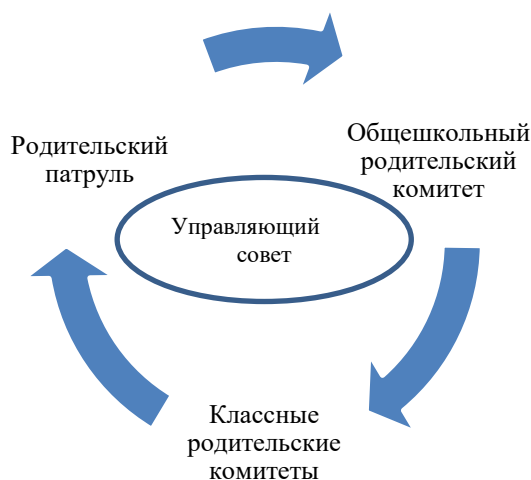 Родительский
патруль
Общешкольный
родительский
комитет
Управляющий
совет
Классные
родительские
комитеты